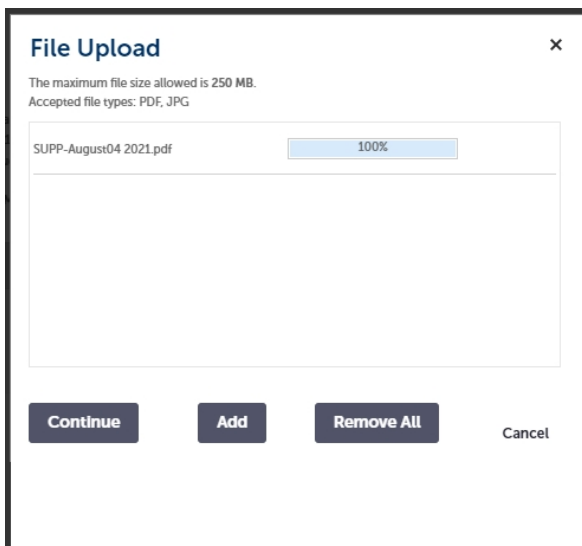 File Upload
×
The maximum file size allowed is 250 MB.
Accepted file types: PDF, JPG
SUPP-August04 2021.pdf 100%
Continue Add Remove All Cancel